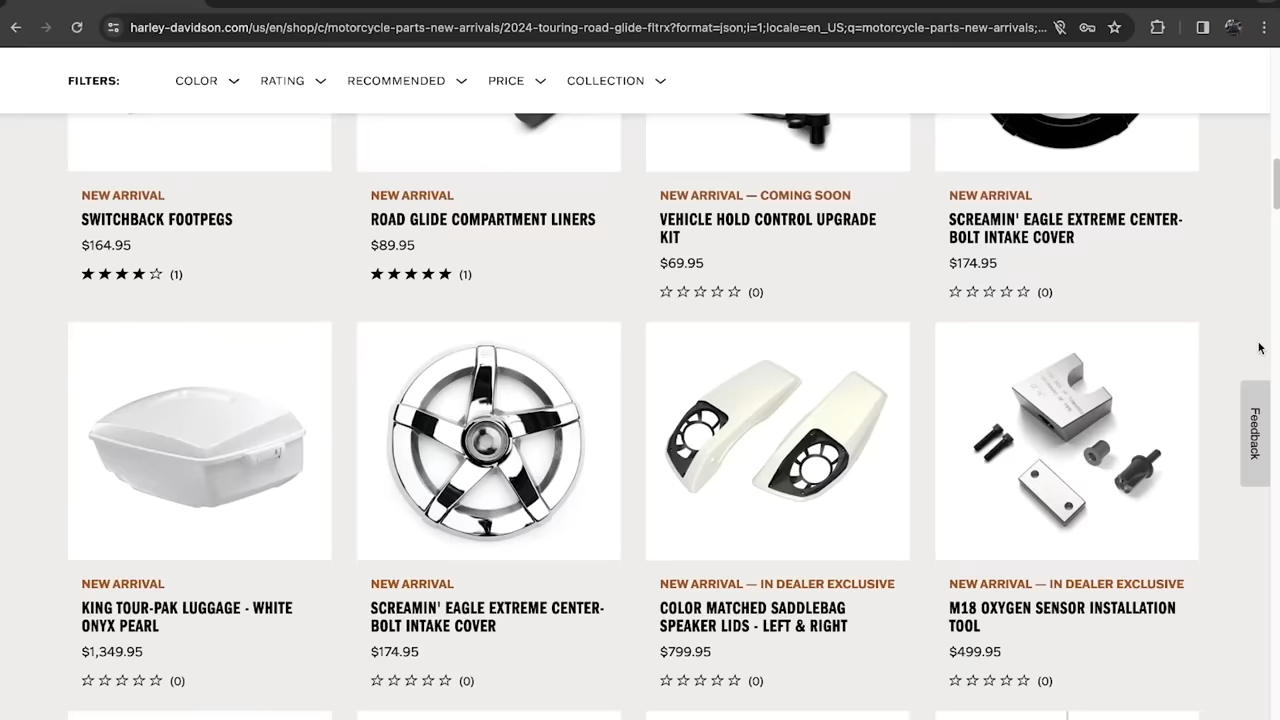 harley-davidson.com/us/en/shop/c/motorcycle-parts-new-arrivals/2024-touring-road-glide-fltrx?format=json;i=1;locale=en_US;q=motorcycle-parts-new-arrivals;...
FILTERS: COLOR RATING RECOMMENDED PRICE COLLECTION
NEW ARRIVAL
SWITCHBACK FOOTPEGS
$164.95
(1)
NEW ARRIVAL
ROAD GLIDE COMPARTMENT LINERS
$89.95
(1)
NEW ARRIVAL — COMING SOON
VEHICLE HOLD CONTROL UPGRADE
KIT
$69.95
(0)
NEW ARRIVAL
SCREAMIN' EAGLE EXTREME CENTER-
BOLT INTAKE COVER
$174.95
(0)
Feedback
NEW ARRIVAL
KING TOUR-PAK LUGGAGE - WHITE
ONYX PEARL
$1,349.95
(0)
NEW ARRIVAL
SCREAMIN' EAGLE EXTREME CENTER-
BOLT INTAKE COVER
$174.95
(0)
NEW ARRIVAL — IN DEALER EXCLUSIVE
COLOR MATCHED SADDLEBAG
SPEAKER LIDS - LEFT & RIGHT
$799.95
(0)
NEW ARRIVAL — IN DEALER EXCLUSIVE
M18 OXYGEN SENSOR INSTALLATION
TOOL
$499.95
(0)